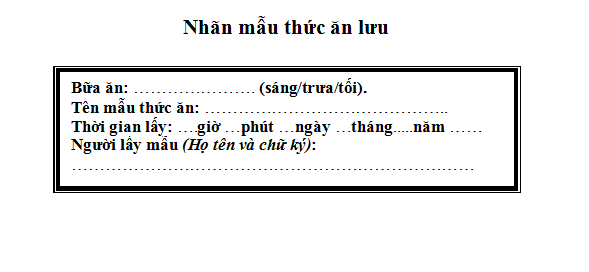 Nhãn mẫu thức ăn lưu
Bữa ăn: …………………. (sáng/trưa/tối).
Tên mẫu thức ăn: ……………………………………..
Thời gian lấy: ….giờ …phút …ngày …tháng.....năm ……
Người lây mẫu (Họ tên và chữ ký):
………………………………………………………………